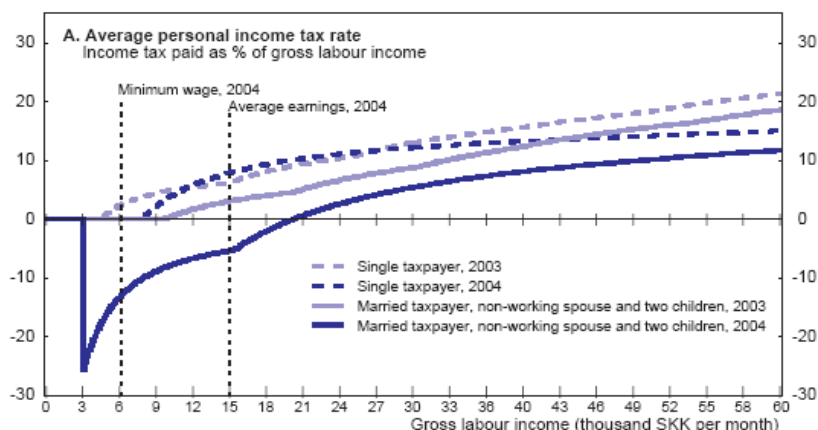 A. Average personal income tax rate
Income tax paid as % of gross labour income
30
20
10
0
-10
-20
-30
30
20
10
0
-10
-20
-30
Minimum wage, 2004
Average earnings, 2004
Single taxpayer, 2003
Single taxpayer, 2004
Married taxpayer, non-working spouse and two children, 2003
Married taxpayer, non-working spouse and two children, 2004
0 3 6 9 12 15 18 21 24 27 30 33 36 40 43 46 49 52 55 58 60
Gross labour income (thousand SKK per month)